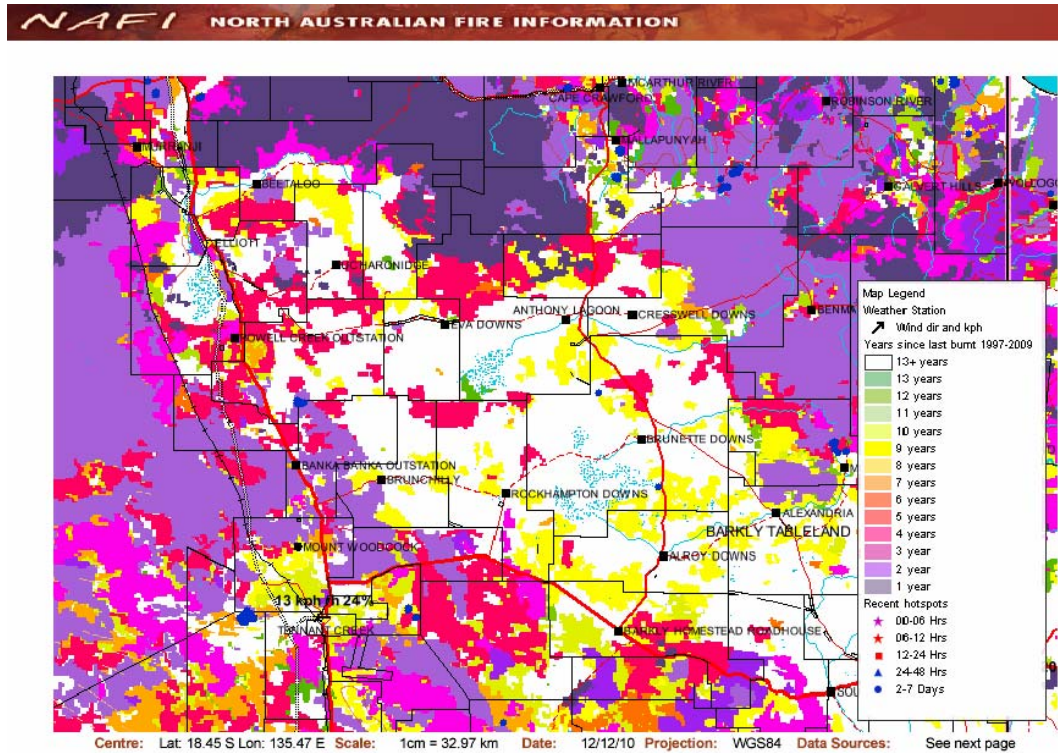 NAFI NORTH AUSTRALIAN FIRE INFORMATION
MCARTHUR RIVER
CAPE CRAWFORD
ROBINSON RIVER
MALLAPUNYAH
MURRANJI
BEETALOO
CALVERT HILLS
ELLIOTT
UCHARONIDGE
ANTHONY LAGOON
CRESSWELL DOWNS
EVA DOWNS
POWELL CREEK OUTSTATION
BRUNETTE DOWNS
BANKA BANKA OUTSTATION
BRUNCHILLY
ROCKHAMPTON DOWNS
ALEXANDRIA
BARKLY TABLELAND
MOUNT WOODCOCK
ALROY DOWNS
13 kph rh 24%
TENNANT CREEK
BARKLY HOMESTEAD ROADHOUSE
SOU
BENMA
Map Legend
Weather Station
Wind dir and kph
Years since last burnt 1997-2009
13+ years
13 years
12 years
11 years
10 years
9 years
8 years
7 years
6 years
5 years
4 years
3 year
2 year
1 year
Recent hotspots
00-06 Hrs
06-12 Hrs
12-24 Hrs
24-48 Hrs
2-7 Days
Centre: Lat: 18.45 S Lon: 135.47 E Scale: 1cm = 32.97 km Date: 12/12/10 Projection: WGS84 Data Sources: See next page